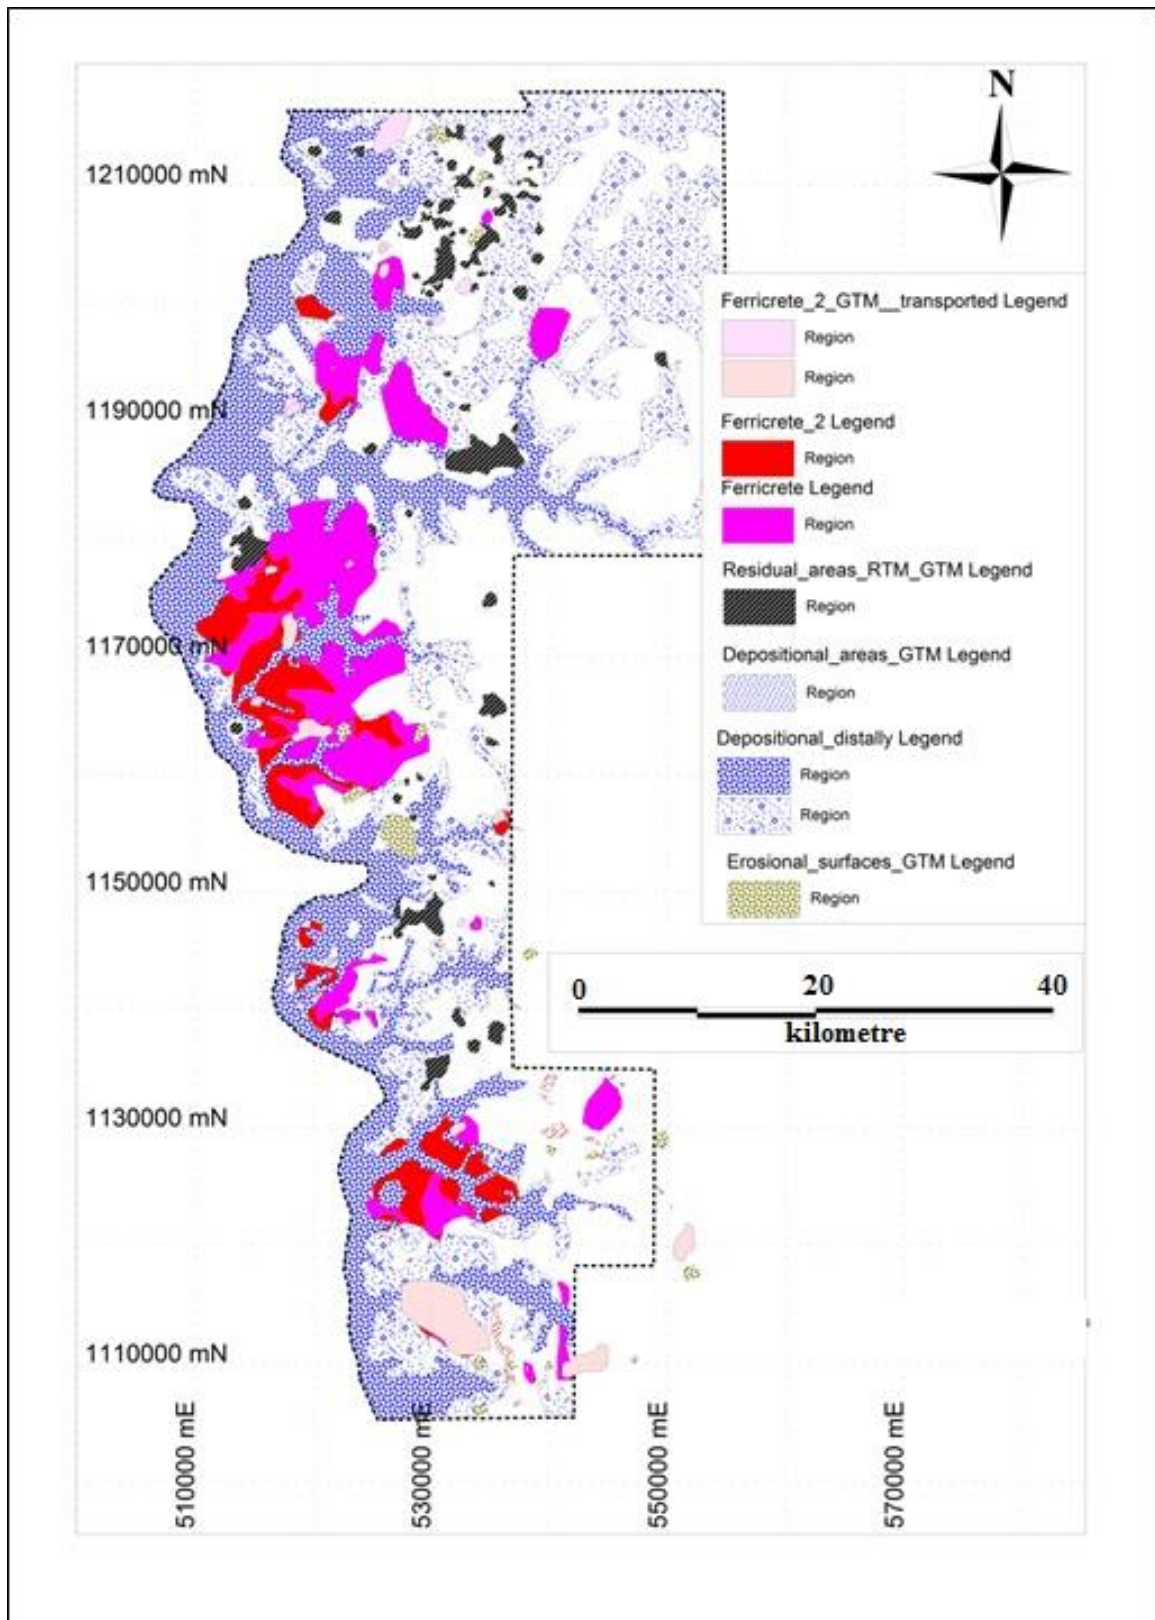 N
1210000 mN
1190000 mN
1170000 mN
1150000 mN
1130000 mN
1110000 mN
Ferricrete_2_GTM__transported Legend
Region
Region
Ferricrete_2 Legend
Region
Ferricrete Legend
Region
Residual_areas_RTM_GTM Legend
Region
Depositional_areas_GTM Legend
Region
Depositional_distally Legend
Region
Region
Erosional_surfaces_GTM Legend
Region
0 20 40
kilometre
510000 mE
530000 mE
550000 mE
570000 mE